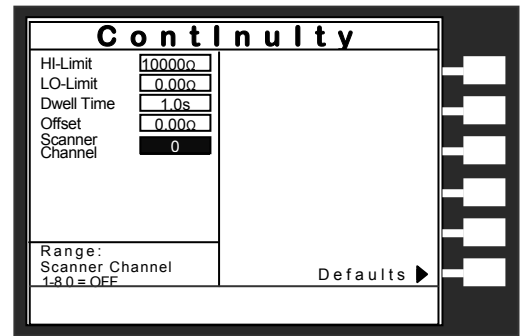 ContInuIty
HI-Limit 10000Ω
LO-Limit 0.00Ω
Dwell Time 1.0s
Offset 0.00Ω
Scanner
Channel 0
Range:
Scanner Channel
1-8 0 = OFF
Defaults